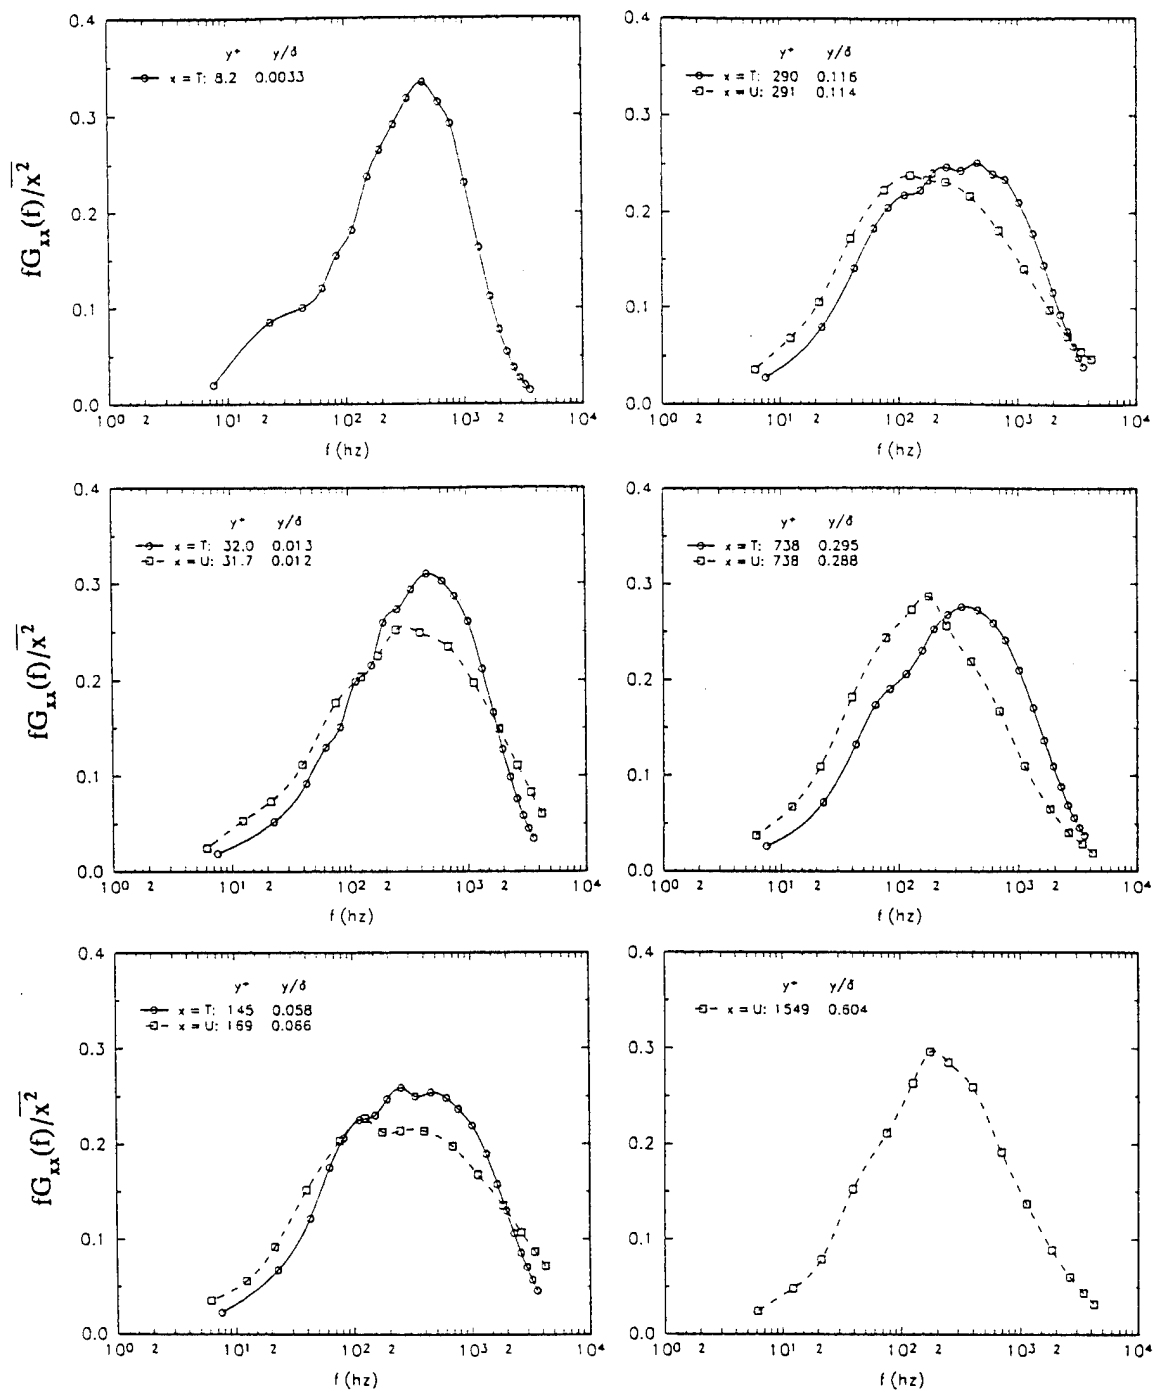 0.4
0.3
0.2
0.1
0.0
fG_xx(f)/x²
y⁺ y/δ
x = T: 8.2 0.0033
10⁰ 2 10¹ 2 10² 2 10³ 2 10⁴
f (hz)
0.4
0.3
0.2
0.1
0.0
y⁺ y/δ
x = T: 290 0.116
x = U: 291 0.114
10⁰ 2 10¹ 2 10² 2 10³ 2 10⁴
f (hz)
0.4
0.3
0.2
0.1
0.0
fG_xx(f)/x²
y⁺ y/δ
x = T: 32.0 0.013
x = U: 31.7 0.012
10⁰ 2 10¹ 2 10² 2 10³ 2 10⁴
f (hz)
0.4
0.3
0.2
0.1
0.0
y⁺ y/δ
x = T: 738 0.295
x = U: 738 0.288
10⁰ 2 10¹ 2 10² 2 10³ 2 10⁴
f (hz)
0.4
0.3
0.2
0.1
0.0
fG_xx(f)/x²
y⁺ y/δ
x = T: 145 0.058
x = U: 169 0.066
10⁰ 2 10¹ 2 10² 2 10³ 2 10⁴
f (hz)
0.4
0.3
0.2
0.1
0.0
y⁺ y/δ
x = U: 1549 0.604
10⁰ 2 10¹ 2 10² 2 10³ 2 10⁴
f (hz)